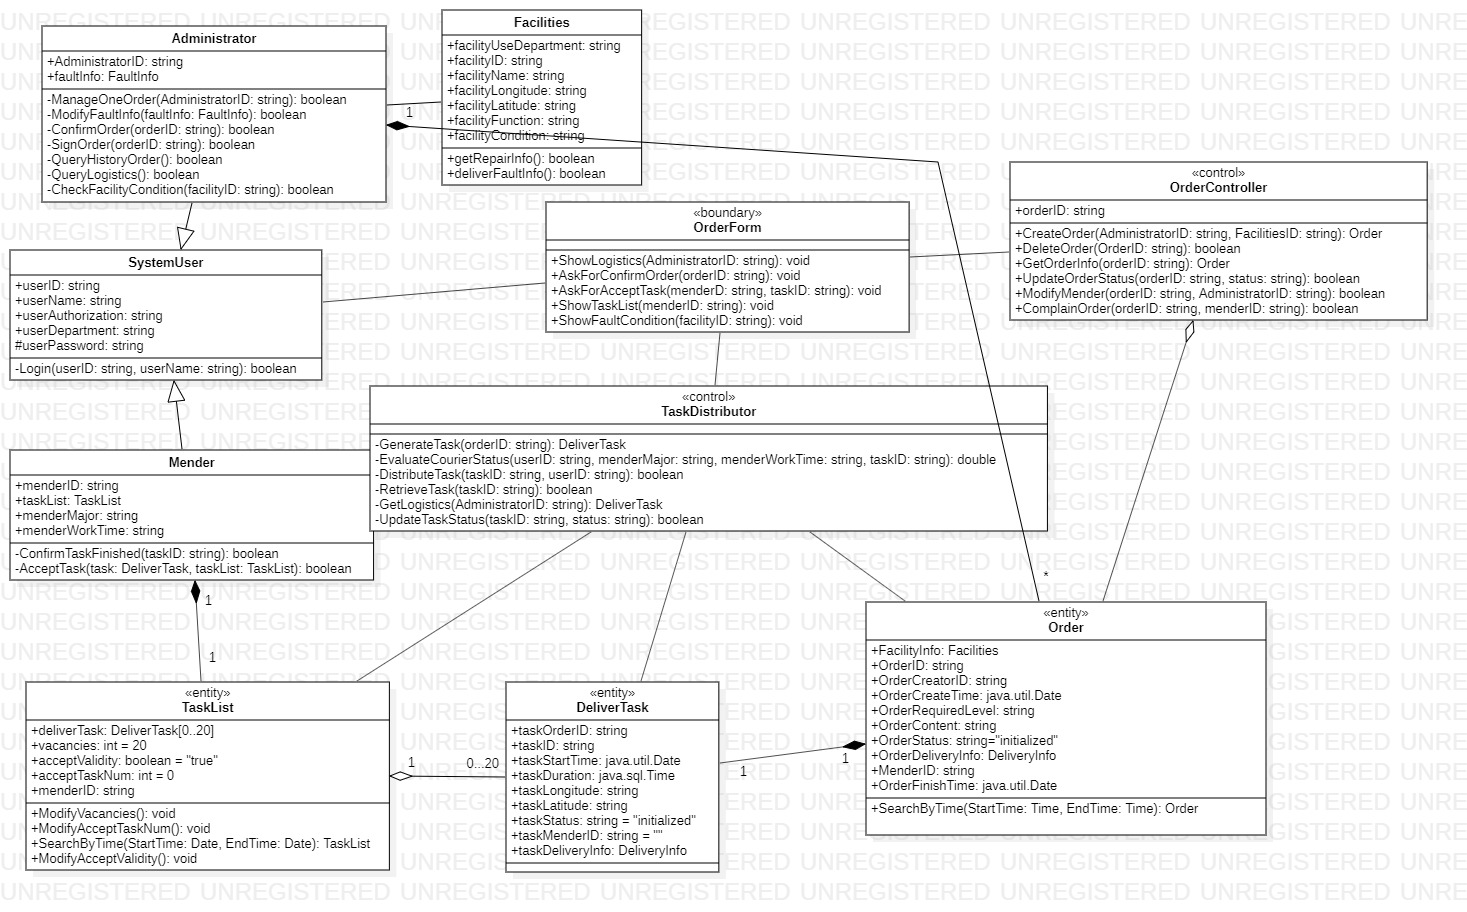 Administrator
+AdministratorID: string
+faultInfo: FaultInfo
-ManageOneOrder(AdministratorID: string): boolean
-ModifyFaultInfo(faultInfo: FaultInfo): boolean
-ConfirmOrder(orderID: string): boolean
-SignOrder(orderID: string): boolean
-QueryHistoryOrder(): boolean
-QueryLogistics(): boolean
-CheckFacilityCondition(facilityID: string): boolean
1
Facilities
+facilityUseDepartment: string
+facilityID: string
+facilityName: string
+facilityLongitude: string
+facilityLatitude: string
+facilityFunction: string
+facilityCondition: string
+getRepairInfo(): boolean
+deliverFaultInfo(): boolean
«control»
OrderController
+orderID: string
+CreateOrder(AdministratorID: string, FacilitiesID: string): Order
+DeleteOrder(OrderID: string): boolean
+GetOrderInfo(orderID: string): Order
+UpdateOrderStatus(orderID: string, status: string): boolean
+ModifyMender(orderID: string, AdministratorID: string): boolean
+ComplainOrder(orderID: string, menderID: string): boolean
«boundary»
OrderForm
+ShowLogistics(AdministratorID: string): void
+AskForConfirmOrder(orderID: string): void
+AskForAcceptTask(menderD: string, taskID: string): void
+ShowTaskList(menderID: string): void
+ShowFaultCondition(facilityID: string): void
SystemUser
+userID: string
+userName: string
+userAuthorization: string
+userDepartment: string
#userPassword: string
-Login(userID: string, userName: string): boolean
«control»
TaskDistributor
-GenerateTask(orderID: string): DeliverTask
-EvaluateCourierStatus(userID: string, menderMajor: string, menderWorkTime: string, taskID: string): double
-DistributeTask(taskID: string, userID: string): boolean
-RetrieveTask(taskID: string): boolean
-GetLogistics(AdministratorID: string): DeliverTask
-UpdateTaskStatus(taskID: string, status: string): boolean
Mender
+menderID: string
+taskList: TaskList
+menderMajor: string
+menderWorkTime: string
-ConfirmTaskFinished(taskID: string): boolean
-AcceptTask(task: DeliverTask, taskList: TaskList): boolean
1
1
*
«entity»
Order
+FacilityInfo: Facilities
+OrderID: string
+OrderCreatorID: string
+OrderCreateTime: java.util.Date
+OrderRequiredLevel: string
+OrderContent: string
+OrderStatus: string="initialized"
+OrderDeliveryInfo: DeliveryInfo
+MenderID: string
+OrderFinishTime: java.util.Date
+SearchByTime(StartTime: Time, EndTime: Time): Order
«entity»
TaskList
+deliverTask: DeliverTask[0..20]
+vacancies: int = 20
+acceptValidity: boolean = "true"
+acceptTaskNum: int = 0
+menderID: string
+ModifyVacancies(): void
+ModifyAcceptTaskNum(): void
+SearchByTime(StartTime: Date, EndTime: Date): TaskList
+ModifyAcceptValidity(): void
1
0...20
«entity»
DeliverTask
+taskOrderID: string
+taskID: string
+taskStartTime: java.util.Date
+taskDuration: java.sql.Time
+taskLongitude: string
+taskLatitude: string
+taskStatus: string = "initialized"
+taskMenderID: string = ""
+taskDeliveryInfo: DeliveryInfo
1
1